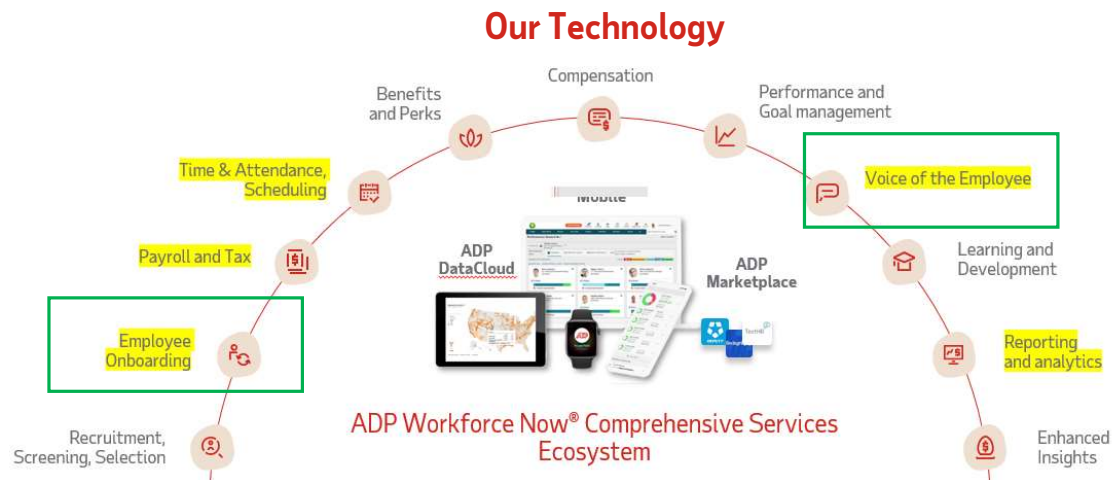 Our Technology
Compensation
Benefits
and Perks
Performance and
Goal management
Time & Attendance,
Scheduling
Voice of the Employee
Mobile
Payroll and Tax
ADP
DataCloud
ADP
Marketplace
Learning and
Development
Employee
Onboarding
ADP
Reporting
and analytics
ADP Workforce Now® Comprehensive Services
Ecosystem
Recruitment,
Screening, Selection
Enhanced
Insights